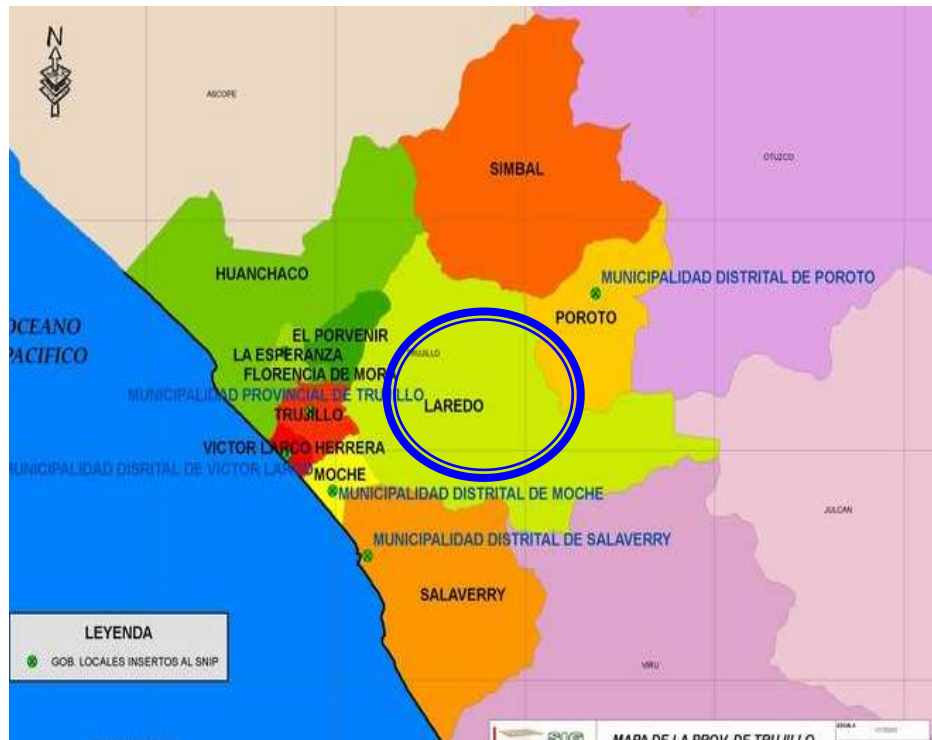 N
ASCOPE
OTUZCO
SIMBAL
HUANCHACO
MUNICIPALIDAD DISTRITAL DE POROTO
POROTO
OCEANO
PACIFICO
EL PORVENIR
LA ESPERANZA
FLORENCIA DE MORA
MUNICIPALIDAD PROVINCIAL DE TRUJILLO
TRUJILLO
LAREDO
VICTOR LARCO HERRERA
MUNICIPALIDAD DISRITAL DE VICTOR LARCO
MOCHE
MUNICIPALIDAD DISTRITAL DE MOCHE
JULCAN
MUNICIPALIDAD DISTRITAL DE SALAVERRY
SALAVERRY
LEYENDA
GOB. LOCALES INSERTOS AL SNIP
VIRU
SIG
MAPA DE LA PROV. DE TRUJILLO
ESCALA